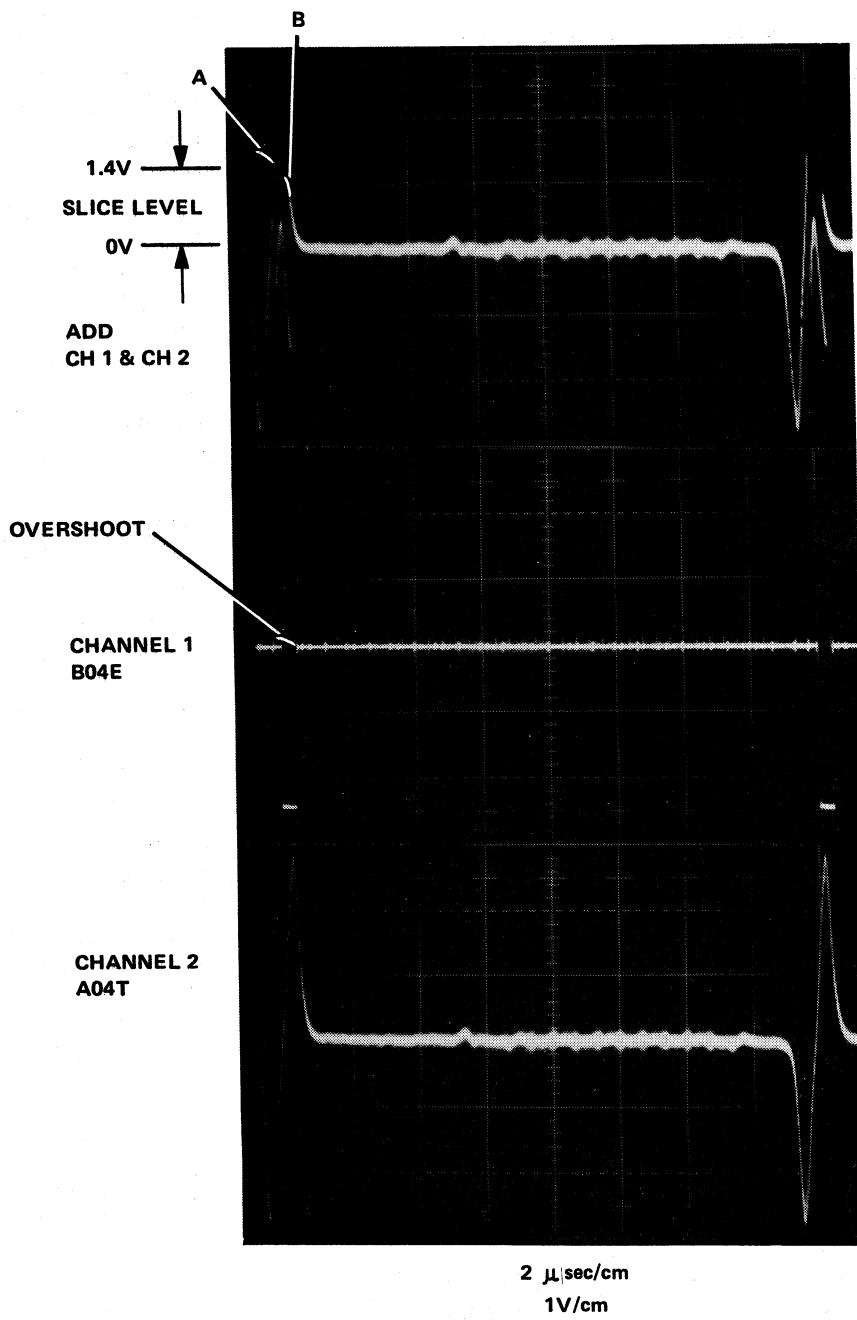 B
A
1.4V
SLICE LEVEL
0V
ADD
CH 1 & CH 2
OVERSHOOT
CHANNEL 1
B04E
CHANNEL 2
A04T
2 μsec/cm
1V/cm